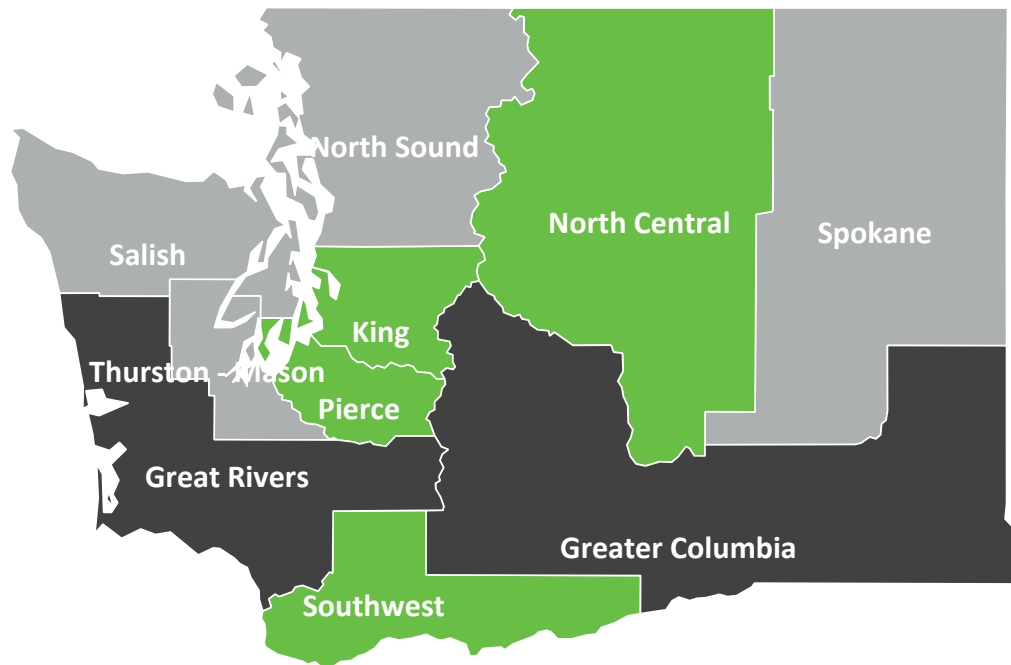 North Sound
North Central
Spokane
Salish
King
Thurston - Mason
Pierce
Great Rivers
Greater Columbia
Southwest